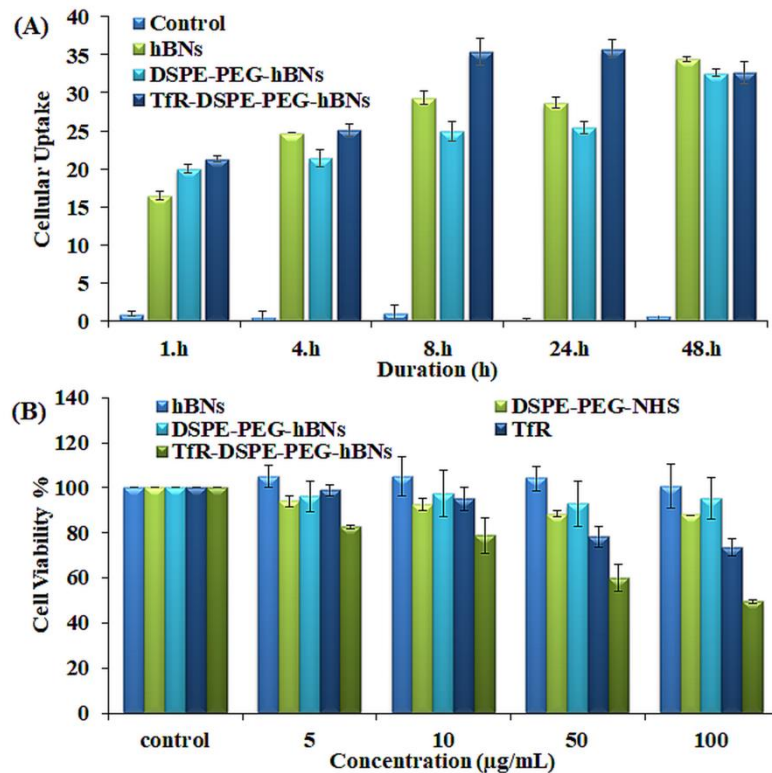 (A)
Control
hBNs
DSPE-PEG-hBNs
TfR-DSPE-PEG-hBNs
Cellular Uptake
40
35
30
25
20
15
10
5
0
1.h 4.h 8.h 24.h 48.h
Duration (h)
(B)
hBNs DSPE-PEG-NHS
DSPE-PEG-hBNs TfR
TfR-DSPE-PEG-hBNs
Cell Viability %
140
120
100
80
60
40
20
0
control 5 10 50 100
Concentration (µg/mL)